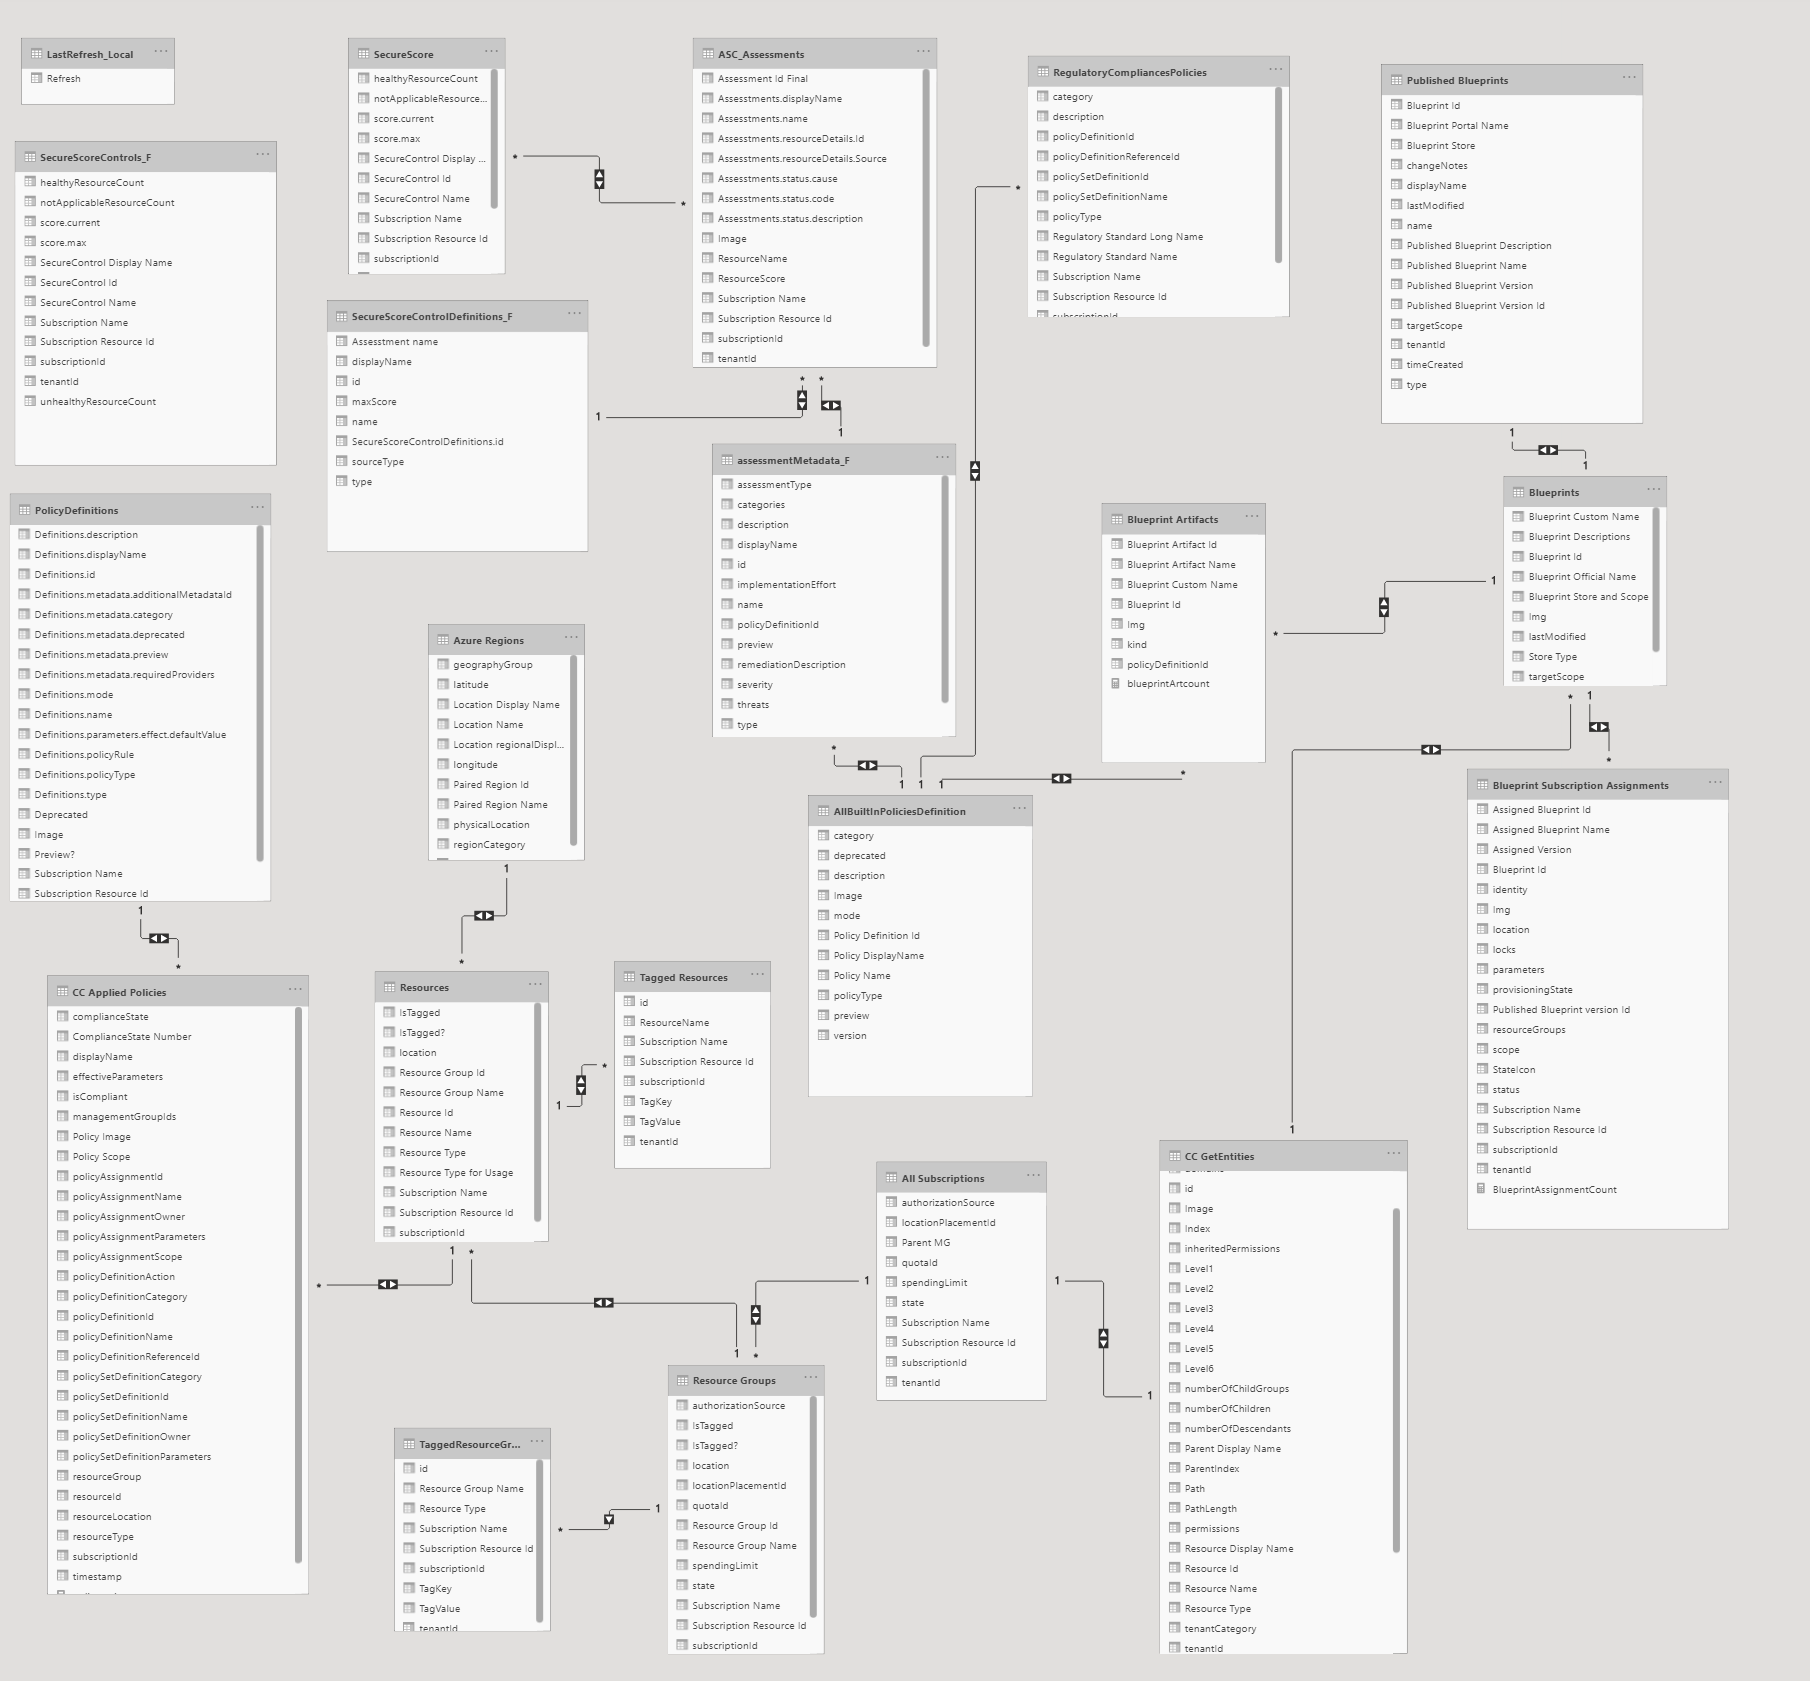 LastRefresh_Local
Refresh
SecureScoreControls_F
healthyResourceCount
notApplicableResourceCount
score.current
score.max
SecureControl Display Name
SecureControl Id
SecureControl Name
Subscription Name
Subscription Resource Id
subscriptionId
tenantId
unhealthyResourceCount
SecureScore
healthyResourceCount
notApplicableResource...
score.current
score.max
SecureControl Display ...
SecureControl Id
SecureControl Name
Subscription Name
Subscription Resource Id
subscriptionId
ASC_Assessments
Assessment Id Final
Assesstments.displayName
Assesstments.name
Assesstments.resourceDetails.Id
Assesstments.resourceDetails.Source
Assesstments.status.cause
Assesstments.status.code
Assesstments.status.description
Image
ResourceName
ResourceScore
Subscription Name
Subscription Resource Id
subscriptionId
tenantId
RegulatoryCompliancesPolicies
category
description
policyDefinitionId
policyDefinitionReferenceId
policySetDefinitionId
policySetDefinitionName
policyType
Regulatory Standard Long Name
Regulatory Standard Name
Subscription Name
Subscription Resource Id
subscriptionId
Published Blueprints
Blueprint Id
Blueprint Portal Name
Blueprint Store
changeNotes
displayName
lastModified
name
Published Blueprint Description
Published Blueprint Name
Published Blueprint Version
Published Blueprint Version Id
targetScope
tenantId
timeCreated
type
SecureScoreControlDefinitions_F
Assesstment name
displayName
id
maxScore
name
SecureScoreControlDefinitions.id
sourceType
type
* * 1 * * 1 * 1 1
assessmentMetadata_F
assessmentType
categories
description
displayName
id
implementationEffort
name
policyDefinitionId
preview
remediationDescription
severity
threats
type
Blueprint Artifacts
Blueprint Artifact Id
Blueprint Artifact Name
Blueprint Custom Name
Blueprint Id
Img
kind
policyDefinitionId
blueprintArtcount
* 1
Blueprints
Blueprint Custom Name
Blueprint Descriptions
Blueprint Id
Blueprint Official Name
Blueprint Store and Scope
Img
lastModified
Store Type
targetScope
* 1 *
PolicyDefinitions
Definitions.description
Definitions.displayName
Definitions.id
Definitions.metadata.additionalMetadataId
Definitions.metadata.category
Definitions.metadata.deprecated
Definitions.metadata.preview
Definitions.metadata.requiredProviders
Definitions.mode
Definitions.name
Definitions.parameters.effect.defaultValue
Definitions.policyRule
Definitions.policyType
Definitions.type
Deprecated
Image
Preview?
Subscription Name
Subscription Resource Id
1 *
Azure Regions
geographyGroup
latitude
Location Display Name
Location Name
Location regionalDispl...
longitude
Paired Region Id
Paired Region Name
physicalLocation
regionCategory
1 *
* 1 1 1 *
AllBuiltInPoliciesDefinition
category
deprecated
description
Image
mode
Policy Definition Id
Policy DisplayName
Policy Name
policyType
preview
version
Blueprint Subscription Assignments
Assigned Blueprint Id
Assigned Blueprint Name
Assigned Version
Blueprint Id
identity
Img
location
locks
parameters
provisioningState
Published Blueprint version Id
resourceGroups
scope
StateIcon
status
Subscription Name
Subscription Resource Id
subscriptionId
tenantId
BlueprintAssignmentCount
CC Applied Policies
complianceState
ComplianceState Number
displayName
effectiveParameters
isCompliant
managementGroupIds
Policy Image
Policy Scope
policyAssignmentId
policyAssignmentName
policyAssignmentOwner
policyAssignmentParameters
policyAssignmentScope
policyDefinitionAction
policyDefinitionCategory
policyDefinitionId
policyDefinitionName
policyDefinitionReferenceId
policySetDefinitionCategory
policySetDefinitionId
policySetDefinitionName
policySetDefinitionOwner
policySetDefinitionParameters
resourceGroup
resourceId
resourceLocation
resourceType
subscriptionId
timestamp
Resources
IsTagged
IsTagged?
location
Resource Group Id
Resource Group Name
Resource Id
Resource Name
Resource Type
Resource Type for Usage
Subscription Name
Subscription Resource Id
subscriptionId
1 *
Tagged Resources
id
ResourceName
Subscription Name
Subscription Resource Id
subscriptionId
TagKey
TagValue
tenantId
* 1 * 1 *
All Subscriptions
authorizationSource
locationPlacementId
Parent MG
quotaId
spendingLimit
state
Subscription Name
Subscription Resource Id
subscriptionId
tenantId
1 1 1 1
CC GetEntities
id
Image
Index
inheritedPermissions
Level1
Level2
Level3
Level4
Level5
Level6
numberOfChildGroups
numberOfChildren
numberOfDescendants
Parent Display Name
ParentIndex
Path
PathLength
permissions
Resource Display Name
Resource Id
Resource Name
Resource Type
tenantCategory
tenantId
TaggedResourceGr...
id
Resource Group Name
Resource Type
Subscription Name
Subscription Resource Id
subscriptionId
TagKey
TagValue
tenantId
* 1
Resource Groups
authorizationSource
IsTagged
IsTagged?
location
locationPlacementId
quotaId
Resource Group Id
Resource Group Name
spendingLimit
state
Subscription Name
Subscription Resource Id
subscriptionId